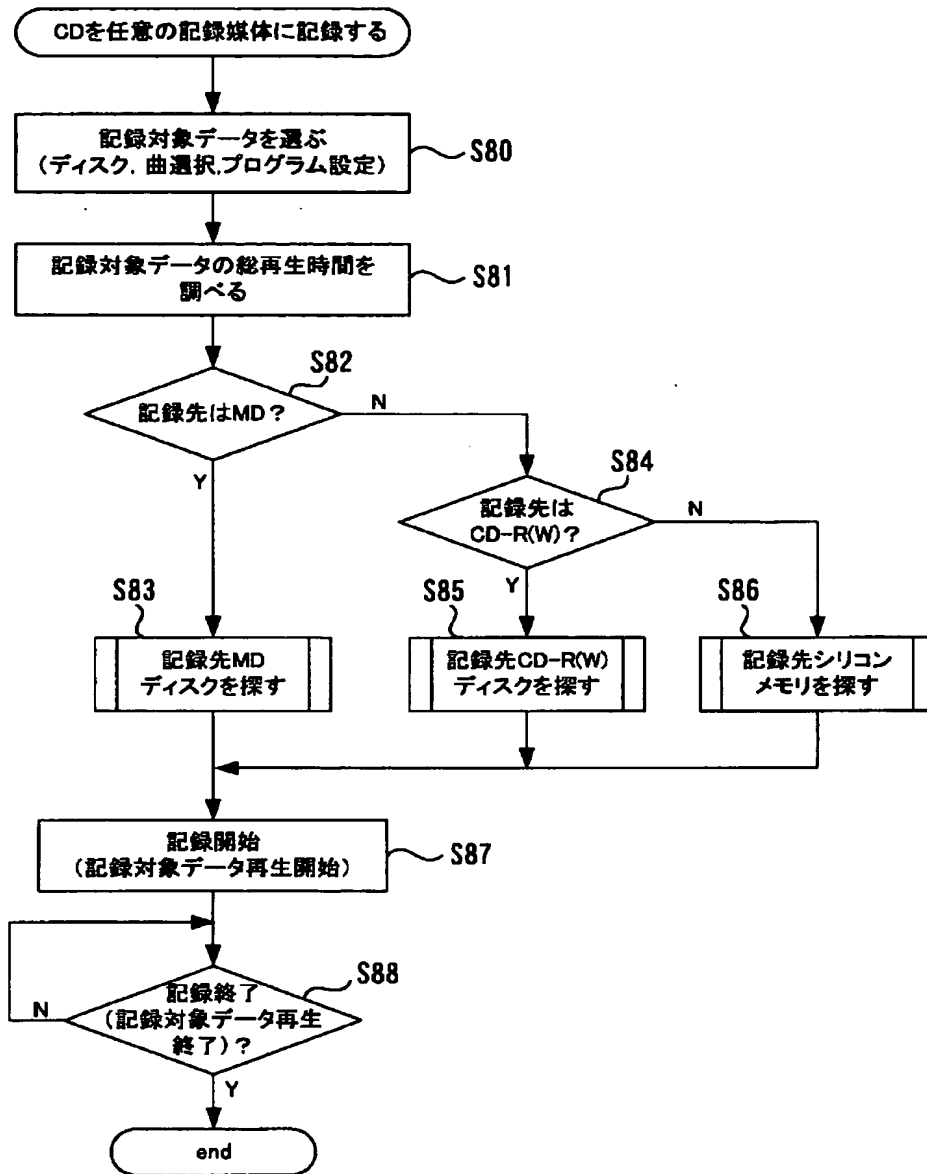 CDを任意の記録媒体に記録する
記録対象データを選ぶ
(ディスク, 曲選択,プログラム設定)
S80
記録対象データの総再生時間を
調べる
S81
S82
記録先はMD?
N
Y
S84
記録先は
CD-R(W)?
N
Y
S83
記録先MD
ディスクを探す
S85
記録先CD-R(W)
ディスクを探す
S86
記録先シリコン
メモリを探す
記録開始
(記録対象データ再生開始)
S87
S88
記録終了
(記録対象データ再生
終了)?
N
Y
end